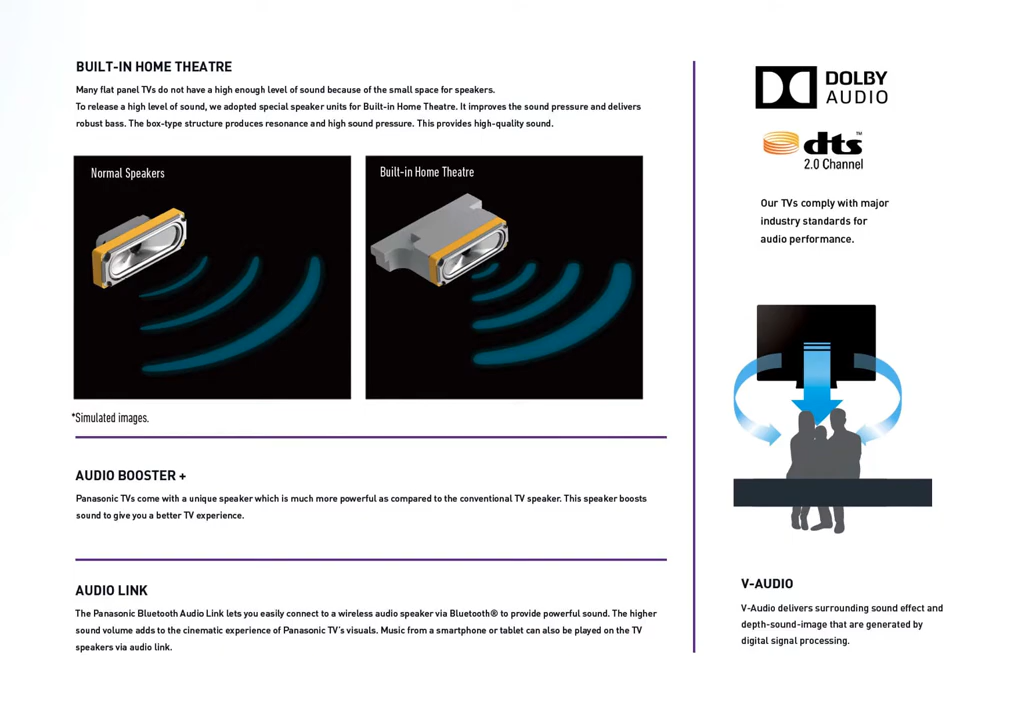 BUILT-IN HOME THEATRE
Many flat panel TVs do not have a high enough level of sound because of the small space for speakers.
To release a high level of sound, we adopted special speaker units for Built-in Home Theatre. It improves the sound pressure and delivers
robust bass. The box-type structure produces resonance and high sound pressure. This provides high-quality sound.
Normal Speakers
Built-in Home Theatre
*Simulated images.
AUDIO BOOSTER +
Panasonic TVs come with a unique speaker which is much more powerful as compared to the conventional TV speaker. This speaker boosts
sound to give you a better TV experience.
AUDIO LINK
The Panasonic Bluetooth Audio Link lets you easily connect to a wireless audio speaker via Bluetooth® to provide powerful sound. The higher
sound volume adds to the cinematic experience of Panasonic TV's visuals. Music from a smartphone or tablet can also be played on the TV
speakers via audio link.
DOLBY
AUDIO
dts™
2.0 Channel
Our TVs comply with major
industry standards for
audio performance.
V-AUDIO
V-Audio delivers surrounding sound effect and
depth-sound-image that are generated by
digital signal processing.